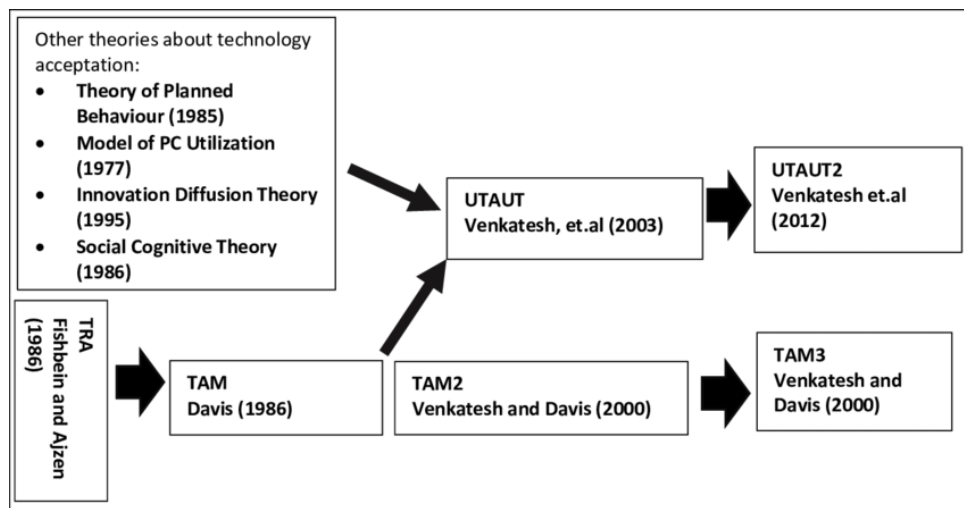 Other theories about technology
acceptation:
• Theory of Planned
Behaviour (1985)
• Model of PC Utilization
(1977)
• Innovation Diffusion Theory
(1995)
• Social Cognitive Theory
(1986)
UTAUT
Venkatesh, et.al (2003)
UTAUT2
Venkatesh et.al
(2012)
TRA
Fishbein and Ajzen
(1986)
TAM
Davis (1986)
TAM2
Venkatesh and Davis (2000)
TAM3
Venkatesh and
Davis (2000)